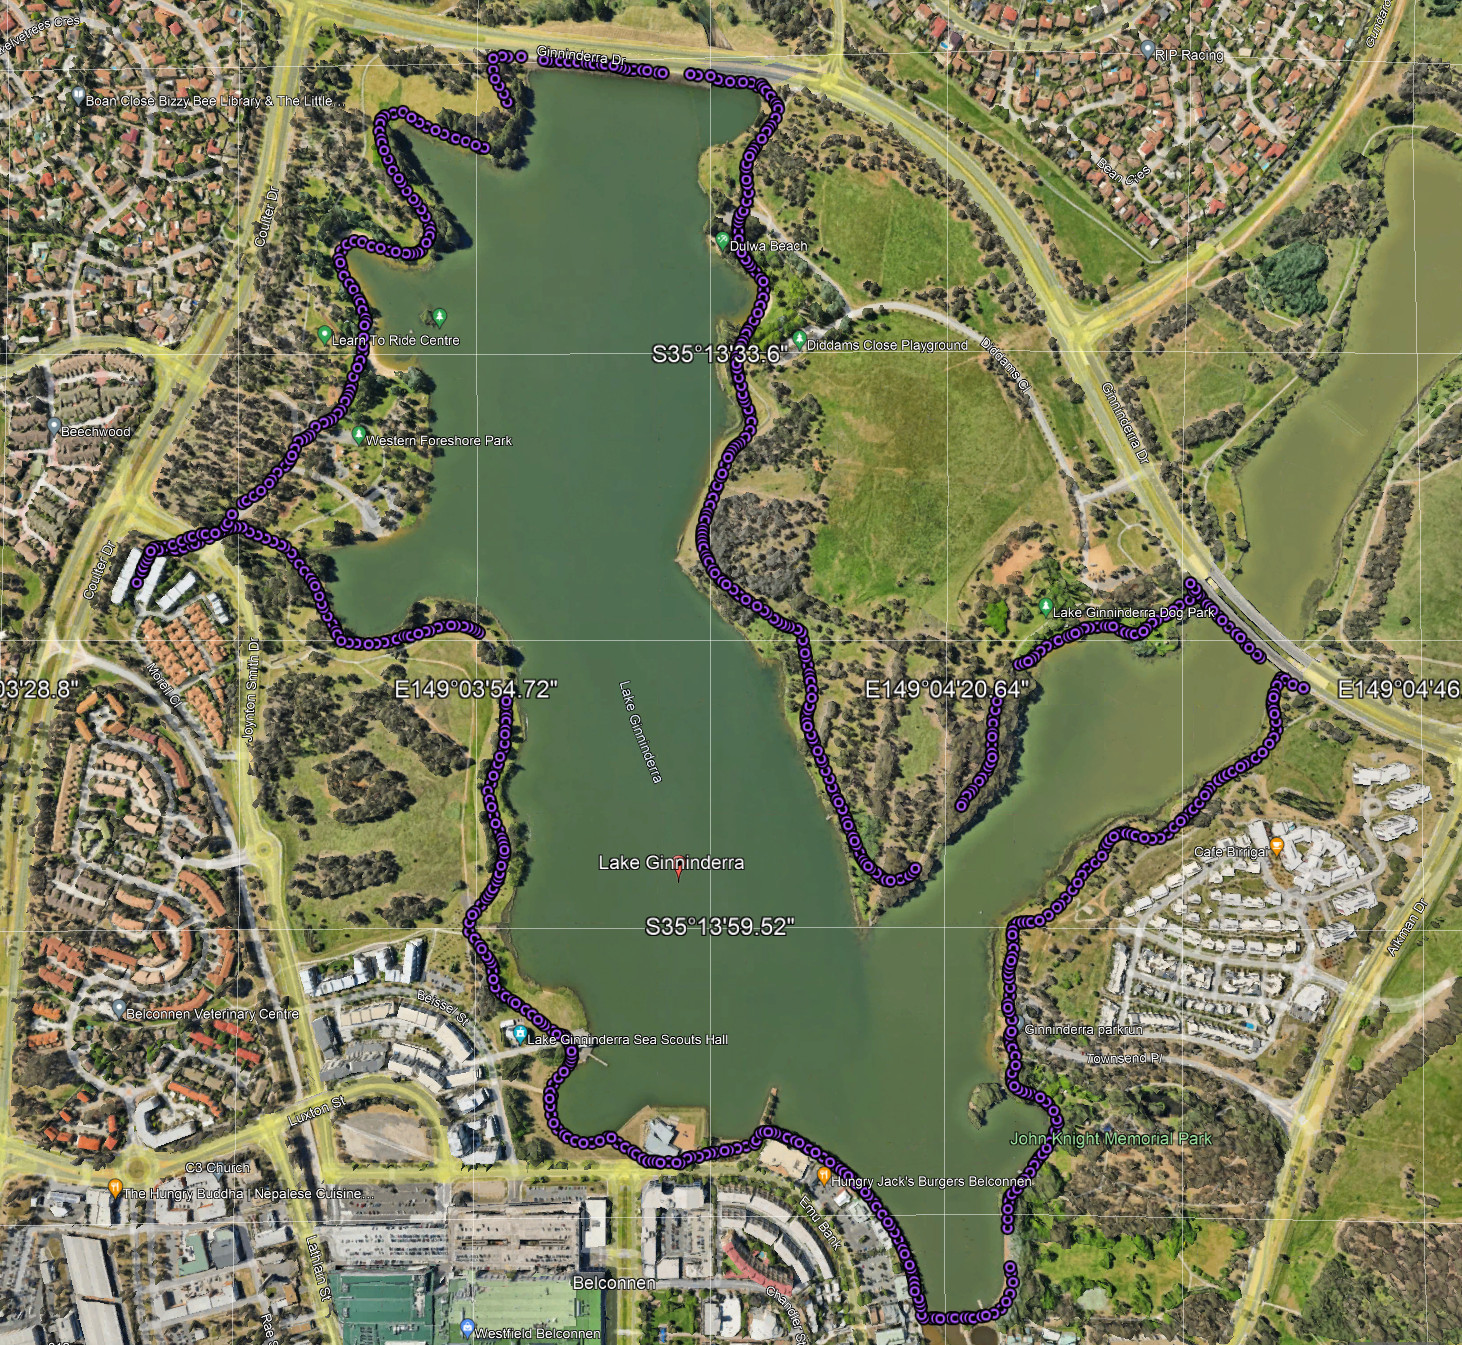 elvetrees Cres
Ginninderra Dr
RIP Racing
Gundaroo
Boan Close Bizzy Bee Library & The Little ...
Bean Cres
Coulter Dr
Dulwa Beach
Learn To Ride Centre
S35°13'33.6"
Diddams Close Playground
Diddams Cl
Ginninderra Dr
Beechwood
Western Foreshore Park
Coulter Dr
Lake Ginninderra Dog Park
Joynton Smith Dr
03'28.8"
E149°03'54.72"
E149°04'20.64"
E149°04'46.
Lake Ginninderra
Cafe Birrigai
Lake Ginninderra
S35°13'59.52"
Aikman Dr
Beissel St
Belconnen Veterinary Centre
Lake Ginninderra Sea Scouts Hall
Ginninderra parkrun
Townsend Pl
Luxton St
John Knight Memorial Park
C3 Church
The Hungry Buddha | Nepalese Cuisine...
Hungry Jack's Burgers Belconnen
Emu Bank
Lathlain St
Belconnen
Chandler St
Westfield Belconnen